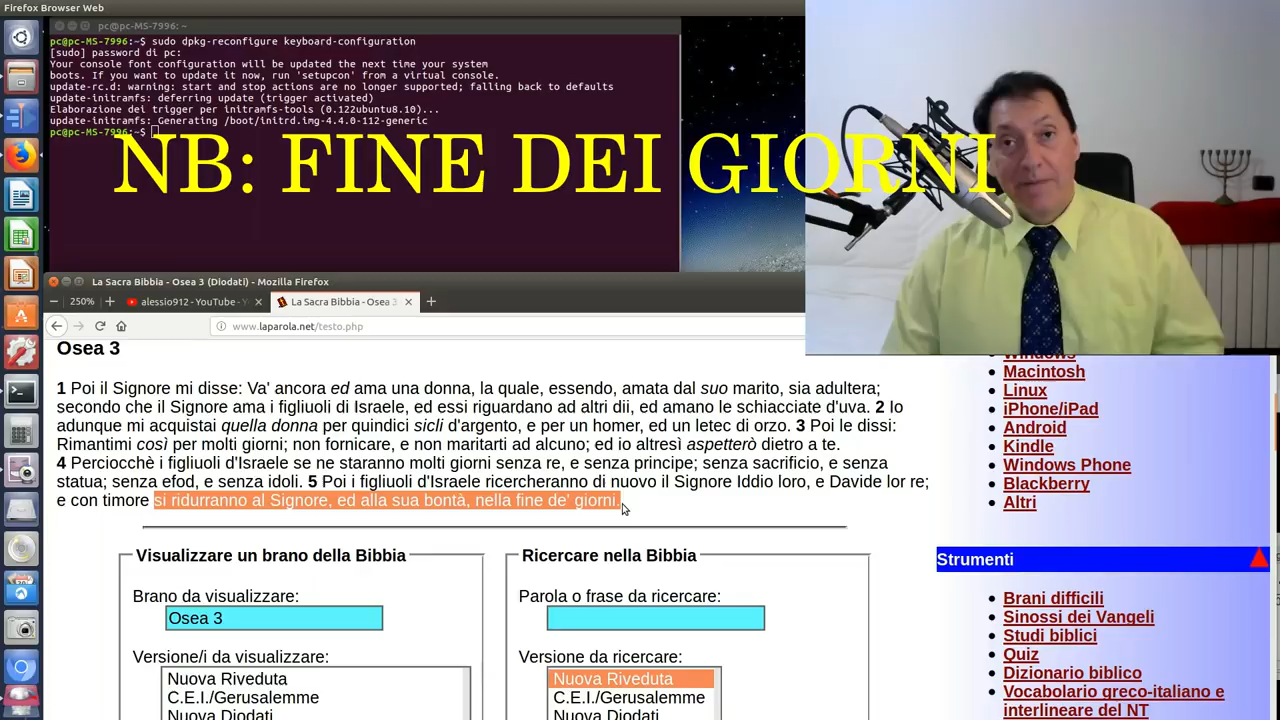 Firefox Browser Web
pc@pc-MS-7996: ~
pc@pc-MS-7996:~$ sudo dpkg-reconfigure keyboard-configuration
[sudo] password di pc:
Your console font configuration will be updated the next time your system
boots. If you want to update it now, run 'setupcon' from a virtual console.
update-rc.d: warning: start and stop actions are no longer supported; falling back to defaults
update-initramfs: deferring update (trigger activated)
Elaborazione dei trigger per initramfs-tools (0.122ubuntu8.10)...
update-initramfs: Generating /boot/initrd.img-4.4.0-112-generic
pc@pc-MS-7996:~$
NB: FINE DEI GIORNI
La Sacra Bibbia - Osea 3 (Diodati) - Mozilla Firefox
250%
alessio912 - YouTube - Y
La Sacra Bibbia - Osea 3
www.laparola.net/testo.php
Osea 3
1 Poi il Signore mi disse: Va' ancora ed ama una donna, la quale, essendo, amata dal suo marito, sia adultera;
secondo che il Signore ama i figliuoli di Israele, ed essi riguardano ad altri dii, ed amano le schiacciate d'uva. 2 Io
adunque mi acquistai quella donna per quindici sicli d'argento, e per un homer, ed un letec di orzo. 3 Poi le dissi:
Rimantimi così per molti giorni; non fornicare, e non maritarti ad alcuno; ed io altresì aspetterò dietro a te.
4 Perciocchè i figliuoli d'Israele se ne staranno molti giorni senza re, e senza principe; senza sacrificio, e senza
statua; senza efod, e senza idoli. 5 Poi i figliuoli d'Israele ricercheranno di nuovo il Signore Iddio loro, e Davide lor re;
e con timore si ridurranno al Signore, ed alla sua bontà, nella fine de' giorni.
Visualizzare un brano della Bibbia
Brano da visualizzare:
Osea 3
Versione/i da visualizzare:
Nuova Riveduta
C.E.I./Gerusalemme
Nuova Diodati
Ricercare nella Bibbia
Parola o frase da ricercare:
Versione da ricercare:
Nuova Riveduta
C.E.I./Gerusalemme
Nuova Diodati
Windows
Macintosh
Linux
iPhone/iPad
Android
Kindle
Windows Phone
Blackberry
Altri
Strumenti
Brani difficili
Sinossi dei Vangeli
Studi biblici
Quiz
Dizionario biblico
Vocabolario greco-italiano e
interlineare del NT